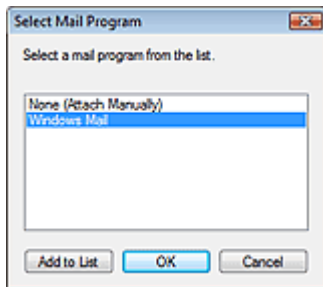 Select Mail Program
Select a mail program from the list.
None (Attach Manually)
Windows Mail
Add to List
OK
Cancel